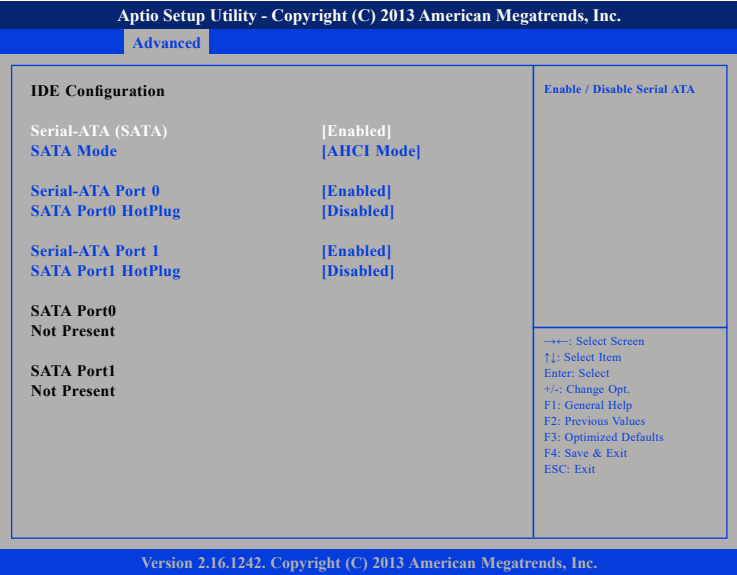 Aptio Setup Utility - Copyright (C) 2013 American Megatrends, Inc.
Advanced
IDE Configuration
Serial-ATA (SATA) [Enabled]
SATA Mode [AHCI Mode]
Serial-ATA Port 0 [Enabled]
SATA Port0 HotPlug [Disabled]
Serial-ATA Port 1 [Enabled]
SATA Port1 HotPlug [Disabled]
SATA Port0
Not Present
SATA Port1
Not Present
Enable / Disable Serial ATA
→←: Select Screen
↑↓: Select Item
Enter: Select
+/-: Change Opt.
F1: General Help
F2: Previous Values
F3: Optimized Defaults
F4: Save & Exit
ESC: Exit
Version 2.16.1242. Copyright (C) 2013 American Megatrends, Inc.